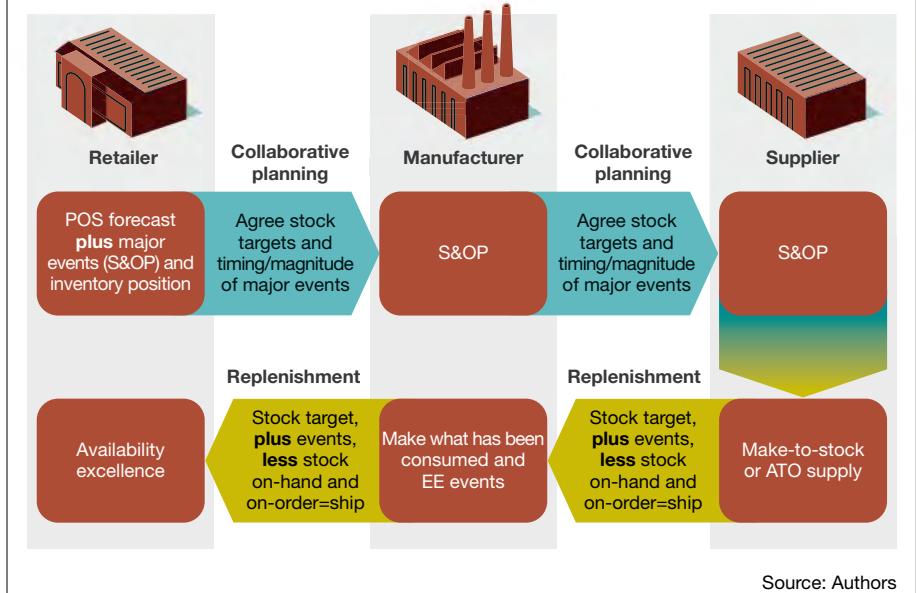 Retailer
Collaborative
planning
Manufacturer
Collaborative
planning
Supplier
POS forecast
plus major
events (S&OP) and
inventory position
Agree stock
targets and
timing/magnitude
of major events
S&OP
Agree stock
targets and
timing/magnitude
of major events
S&OP
Replenishment
Replenishment
Availability
excellence
Stock target,
plus events,
less stock
on-hand and
on-order=ship
Make what has been
consumed and
EE events
Stock target,
plus events,
less stock
on-hand and
on-order=ship
Make-to-stock
or ATO supply
Source: Authors